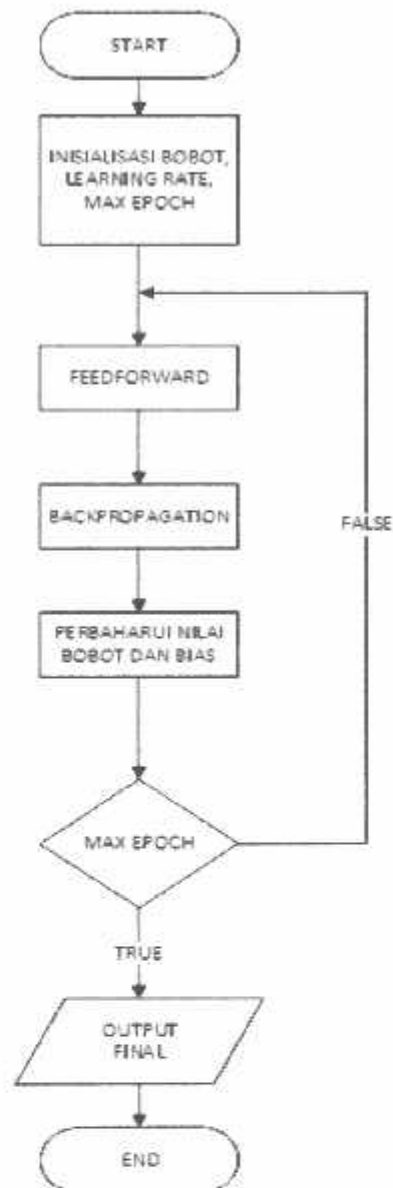 START
INISIALISASI BOBOT,
LEARNING RATE,
MAX EPOCH
FEEDFORWARD
BACKPROPAGATION
FALSE
PERBAHARUI NILAI
BOBOT DAN BIAS
MAX EPOCH
TRUE
OUTPUT
FINAL
END